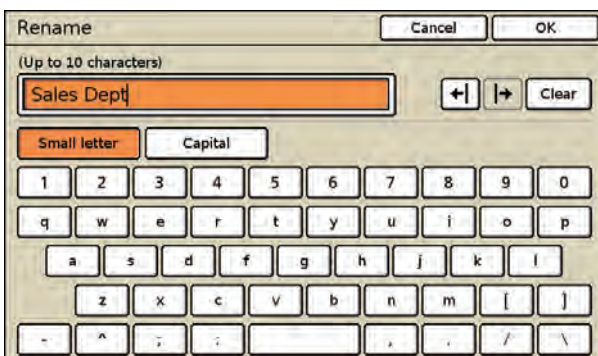 Rename Cancel OK
(Up to 10 characters)
Sales Dept Clear
Small letter Capital
1 2 3 4 5 6 7 8 9 0
q w e r t y u i o p
a s d f g h j k l
z x c v b n m [ ]
- ^ ; : , . / \